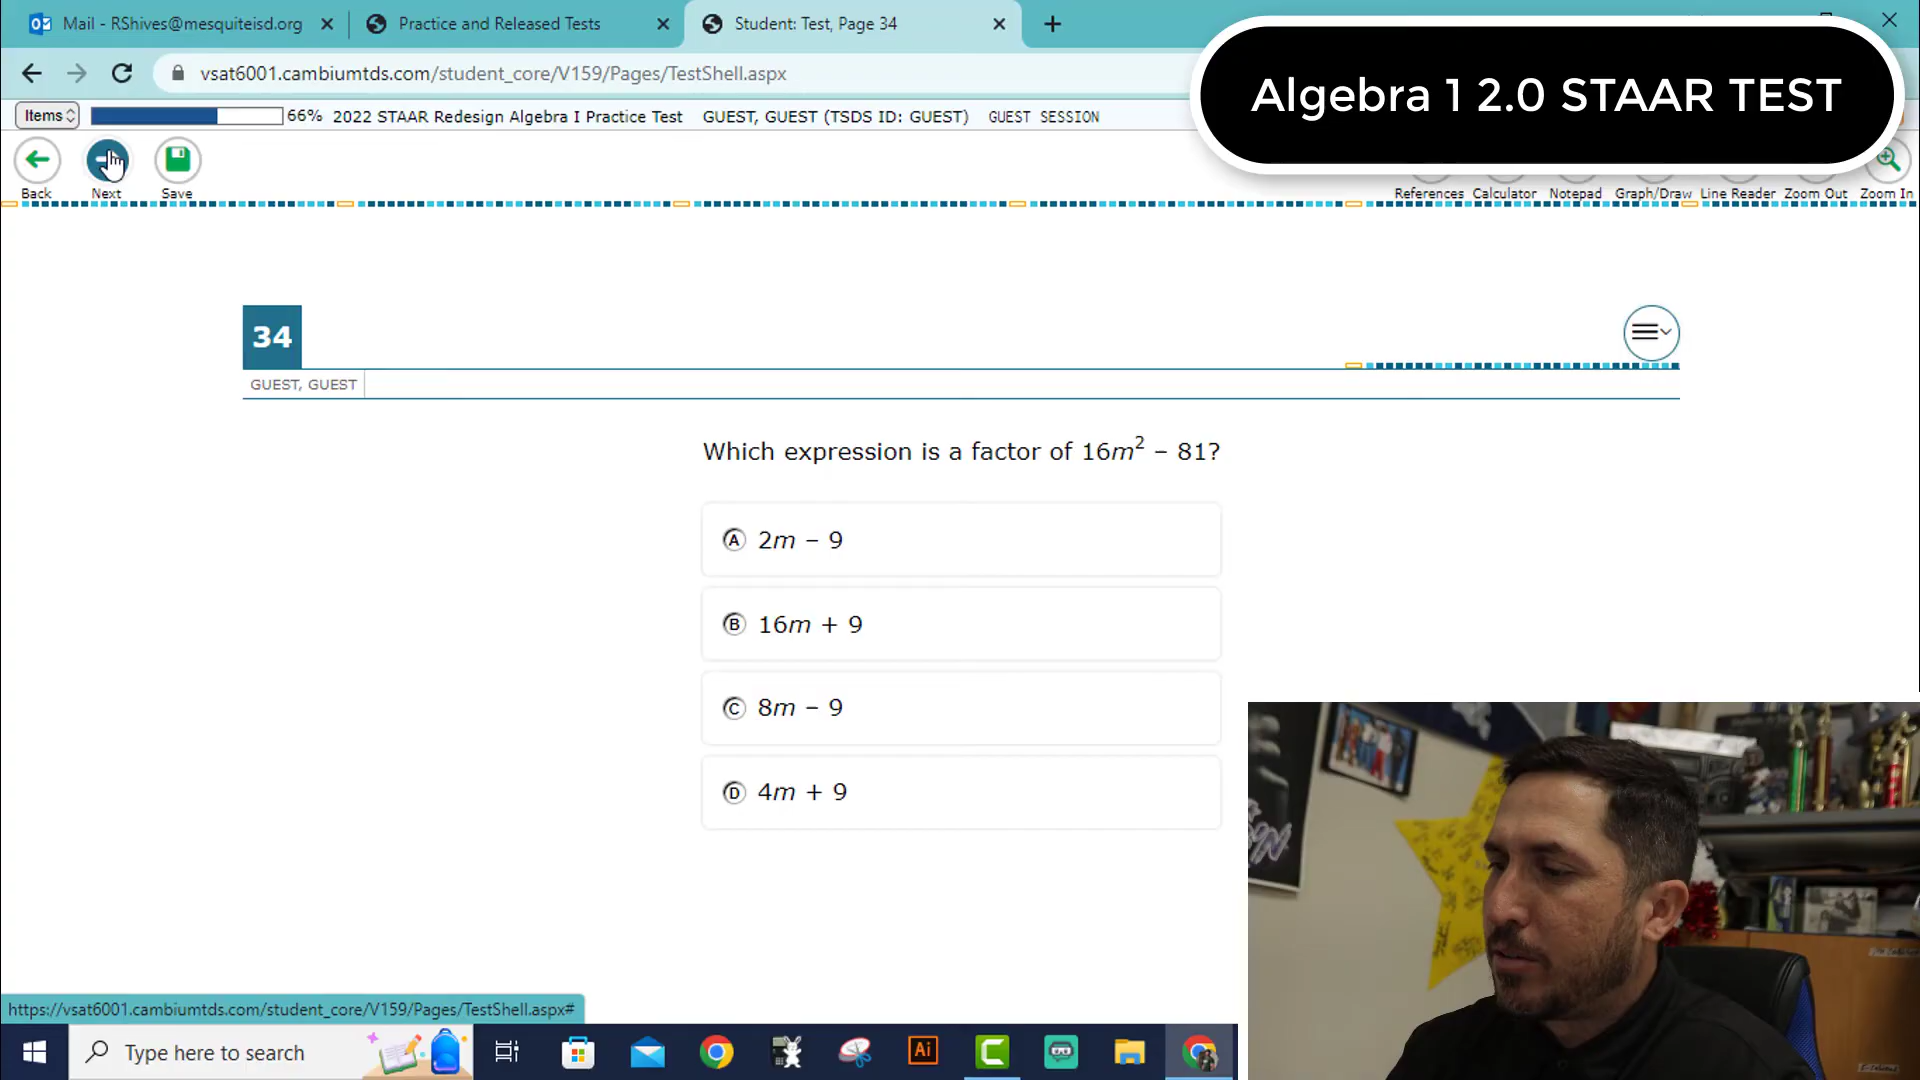 Mail - RShives@mesquiteisd.org
Practice and Released Tests
Student: Test, Page 34
vsat6001.cambiumtds.com/student_core/V159/Pages/TestShell.aspx
Algebra 1 2.0 STAAR TEST
Items
66%
2022 STAAR Redesign Algebra I Practice Test
GUEST, GUEST (TSDS ID: GUEST)
GUEST SESSION
Back
Next
Save
References
Calculator
Notepad
Graph/Draw
Line Reader
Zoom Out
Zoom In
34
GUEST, GUEST
Which expression is a factor of 16m² – 81?
A 2m – 9
B 16m + 9
C 8m – 9
D 4m + 9
https://vsat6001.cambiumtds.com/student_core/V159/Pages/TestShell.aspx#
Type here to search
Ai